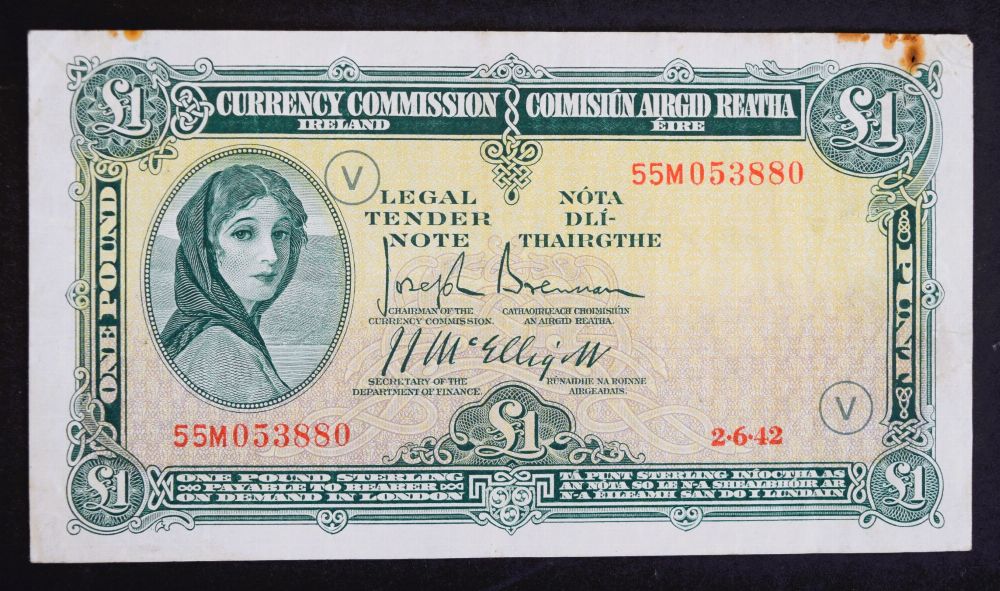 £1
CURRENCY COMMISSION
IRELAND
COIMISIÚN AIRGID REATHA
ÉIRE
£1
V
55M053880
LEGAL
TENDER
NOTE
NÓTA
DLÍ-
THAIRGTHE
ONE POUND
Joseph Brennan
CHAIRMAN OF THE
CURRENCY COMMISSION.
CATHAOIRLEACH CHOIMISIÚN
AN AIRGID REATHA.
J J McElligott
SECRETARY OF THE
DEPARTMENT OF FINANCE.
RÚNAIDHE NA ROINNE
AIRGEADAIS.
55M053880
£1
2·6·42
V
£1
ONE POUND STERLING
PAYABLE TO BEARER
ON DEMAND IN LONDON
TÁ PUNT STERLING INÍOCTHA AS
AN NÓTA SO LE N-A SHEALBHÓIR AR
N-A ÉILEAMH SAN DO I LUNDAIN
£1